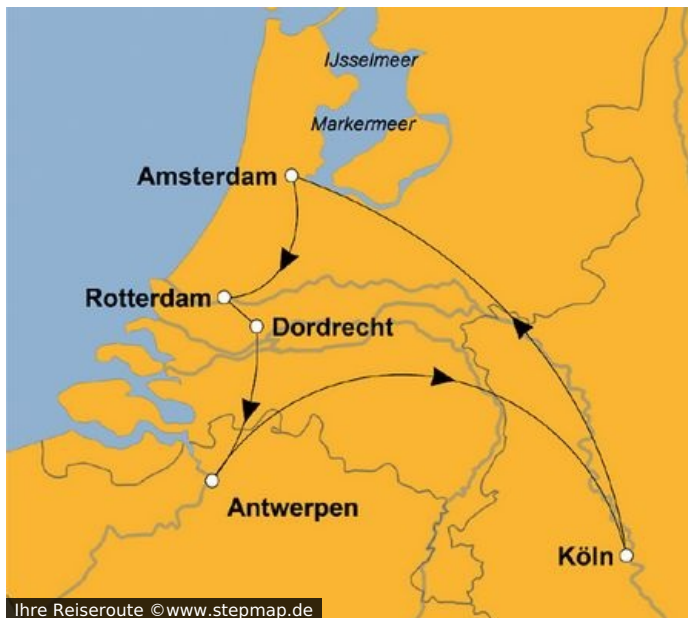 IJsselmeer
Markermeer
Amsterdam
Rotterdam
Dordrecht
Antwerpen
Köln
Ihre Reiseroute ©www.stepmap.de